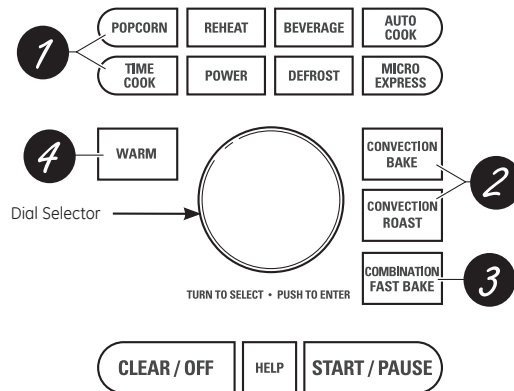 1
POPCORN
REHEAT
BEVERAGE
AUTO
COOK
TIME
COOK
POWER
DEFROST
MICRO
EXPRESS
4
WARM
CONVECTION
BAKE
2
Dial Selector
CONVECTION
ROAST
COMBINATION
FAST BAKE
3
TURN TO SELECT • PUSH TO ENTER
CLEAR / OFF
HELP
START / PAUSE